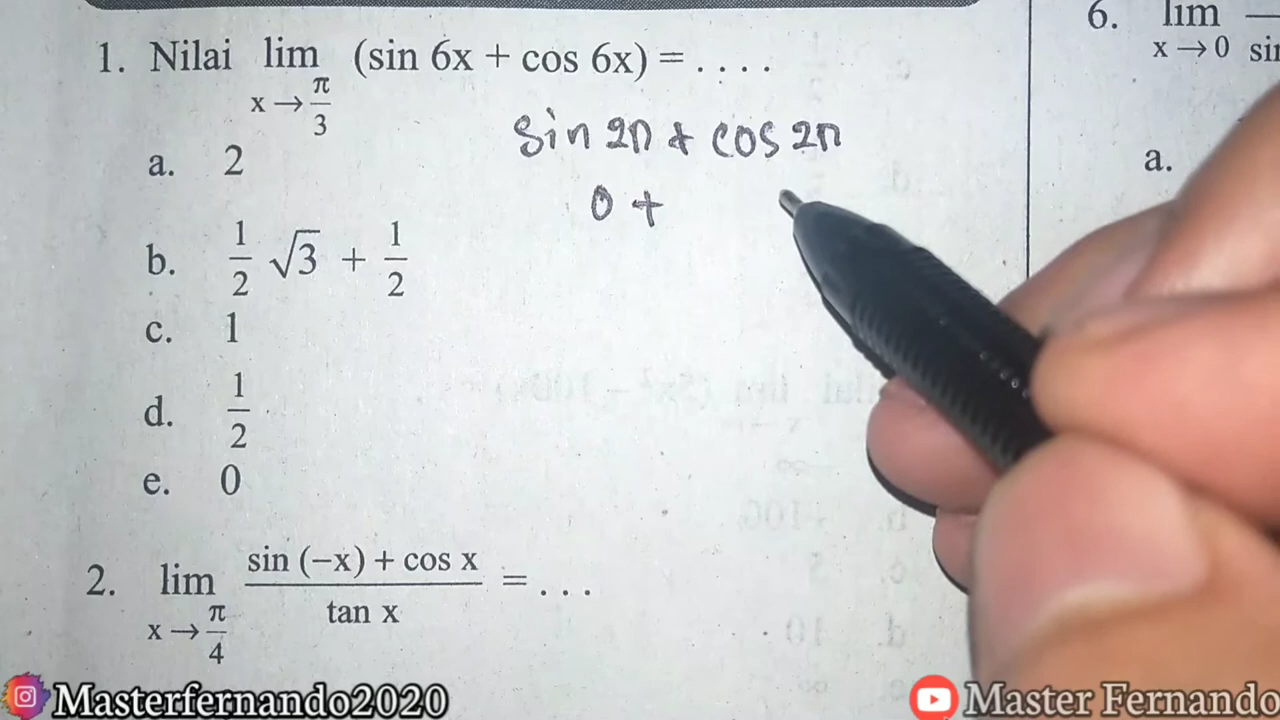 1. Nilai lim x → π/3 (sin 6x + cos 6x) = . . . .
sin 2π + cos 2π
0 +
a. 2
b. 1/2 √3 + 1/2
c. 1
d. 1/2
e. 0
2. lim x → π/4 sin (−x) + cos x / tan x = . . .
6. lim x → 0 sin
a.
Masterfernando2020
Master Fernando